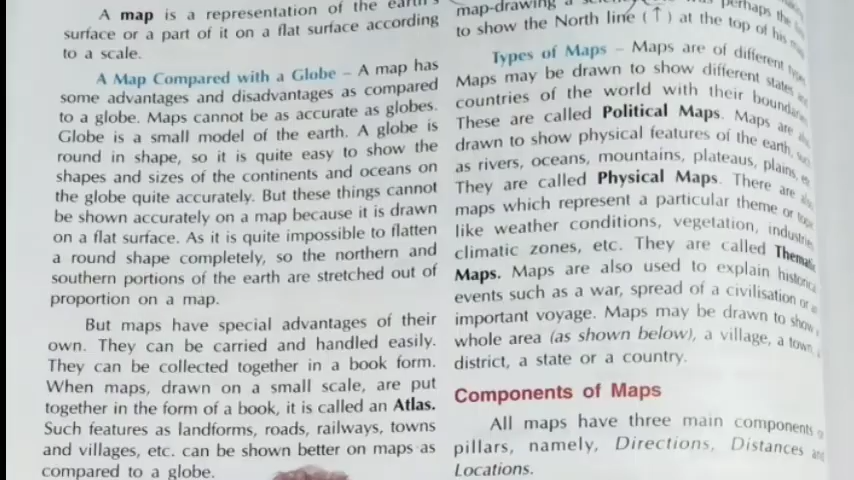 A map is a representation of the earth's
surface or a part of it on a flat surface according
to a scale.
A Map Compared with a Globe – A map has
some advantages and disadvantages as compared
to a globe. Maps cannot be as accurate as globes.
Globe is a small model of the earth. A globe is
round in shape, so it is quite easy to show the
shapes and sizes of the continents and oceans on
the globe quite accurately. But these things cannot
be shown accurately on a map because it is drawn
on a flat surface. As it is quite impossible to flatten
a round shape completely, so the northern and
southern portions of the earth are stretched out of
proportion on a map.
But maps have special advantages of their
own. They can be carried and handled easily.
They can be collected together in a book form.
When maps, drawn on a small scale, are put
together in the form of a book, it is called an Atlas.
Such features as landforms, roads, railways, towns
and villages, etc. can be shown better on maps as
compared to a globe.
map-drawing a perhaps the
to show the North line (↑) at the top of his
Types of Maps – Maps are of different types
Maps may be drawn to show different states and
countries of the world with their boundaries
These are called Political Maps. Maps are also
drawn to show physical features of the earth, such
as rivers, oceans, mountains, plateaus, plains, etc
They are called Physical Maps. There are also
maps which represent a particular theme or topic
like weather conditions, vegetation, industries
climatic zones, etc. They are called Thematic
Maps. Maps are also used to explain historical
events such as a war, spread of a civilisation or an
important voyage. Maps may be drawn to show a
whole area (as shown below), a village, a town, a
district, a state or a country.
Components of Maps
All maps have three main components or
pillars, namely, Directions, Distances and
Locations.